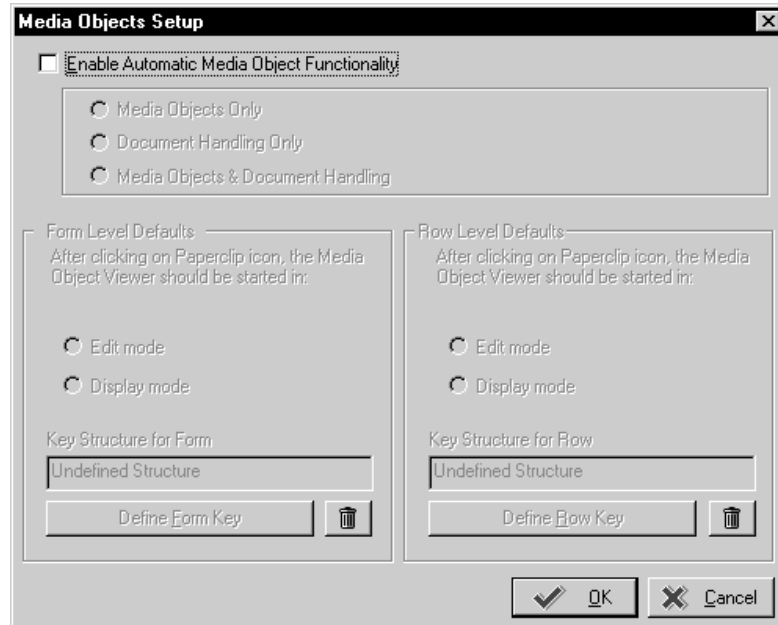 Media Objects Setup
Enable Automatic Media Object Functionality
Media Objects Only
Document Handling Only
Media Objects & Document Handling
Form Level Defaults
After clicking on Paperclip icon, the Media
Object Viewer should be started in:
Edit mode
Display mode
Key Structure for Form
Undefined Structure
Define Form Key
Row Level Defaults
After clicking on Paperclip icon, the Media
Object Viewer should be started in:
Edit mode
Display mode
Key Structure for Row
Undefined Structure
Define Row Key
OK
Cancel